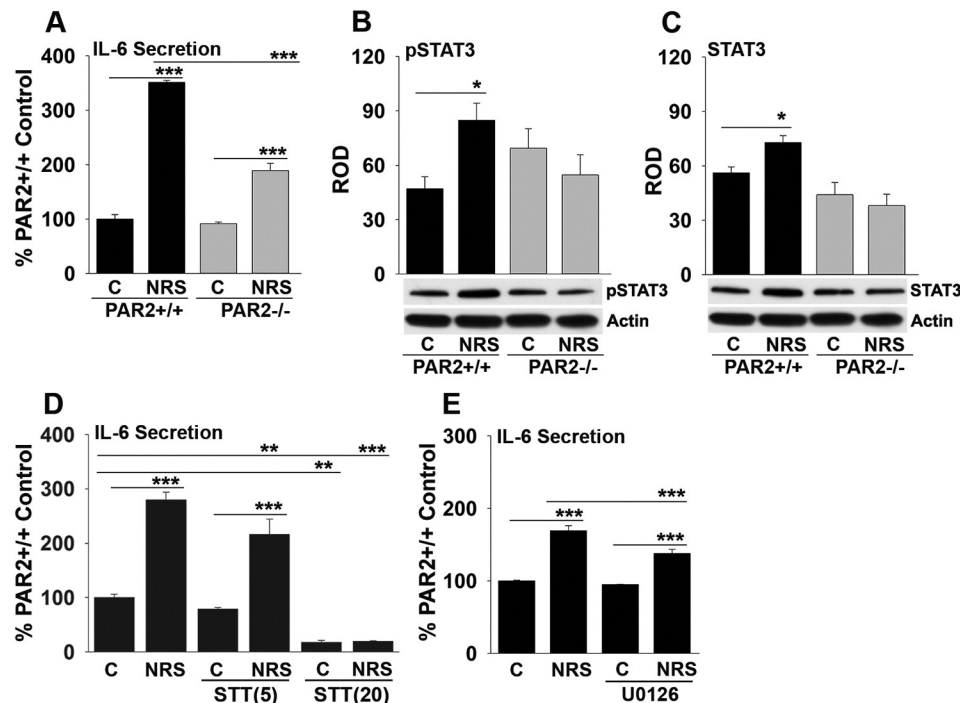 A
IL-6 Secretion
% PAR2+/+ Control
400
300
200
100
0
***
***
***
C NRS C NRS
PAR2+/+ PAR2-/-
B
pSTAT3
ROD
120
90
60
30
0
*
pSTAT3
Actin
C NRS C NRS
PAR2+/+ PAR2-/-
C
STAT3
ROD
120
90
60
30
0
*
STAT3
Actin
C NRS C NRS
PAR2+/+ PAR2-/-
D
IL-6 Secretion
% PAR2+/+ Control
400
300
200
100
0
** ***
**
***
***
C NRS C NRS C NRS
STT(5) STT(20)
E
IL-6 Secretion
% PAR2+/+ Control
300
200
100
0
***
***
***
C NRS C NRS
U0126